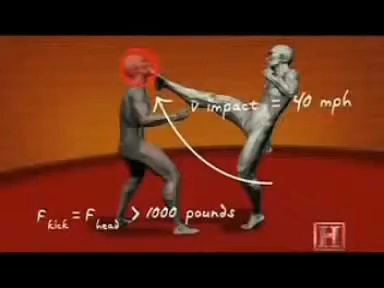 v impact = 40 mph
F kick = F head > 1000 pounds
H